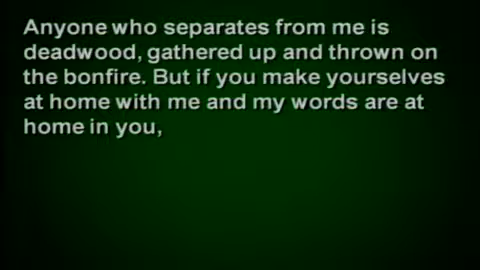 Anyone who separates from me is
deadwood, gathered up and thrown on
the bonfire. But if you make yourselves
at home with me and my words are at
home in you,